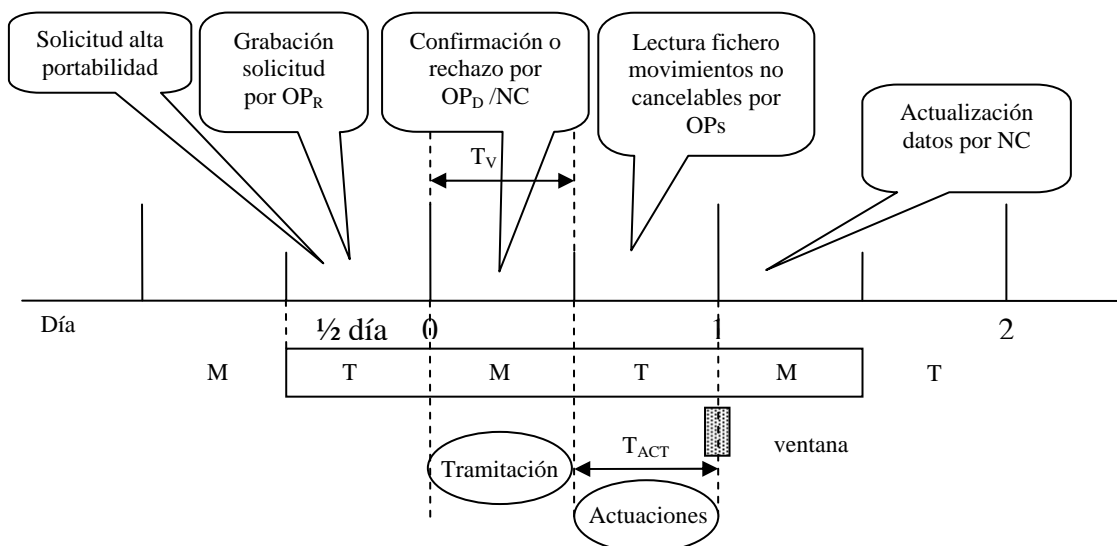 Solicitud alta
portabilidad
Grabación
solicitud
por OPR
Confirmación o
rechazo por
OPD /NC
Lectura fichero
movimientos no
cancelables por
OPs
Actualización
datos por NC
TV
Día
½ día
0
1
2
M
T
M
T
M
T
TACT
ventana
Tramitación
Actuaciones